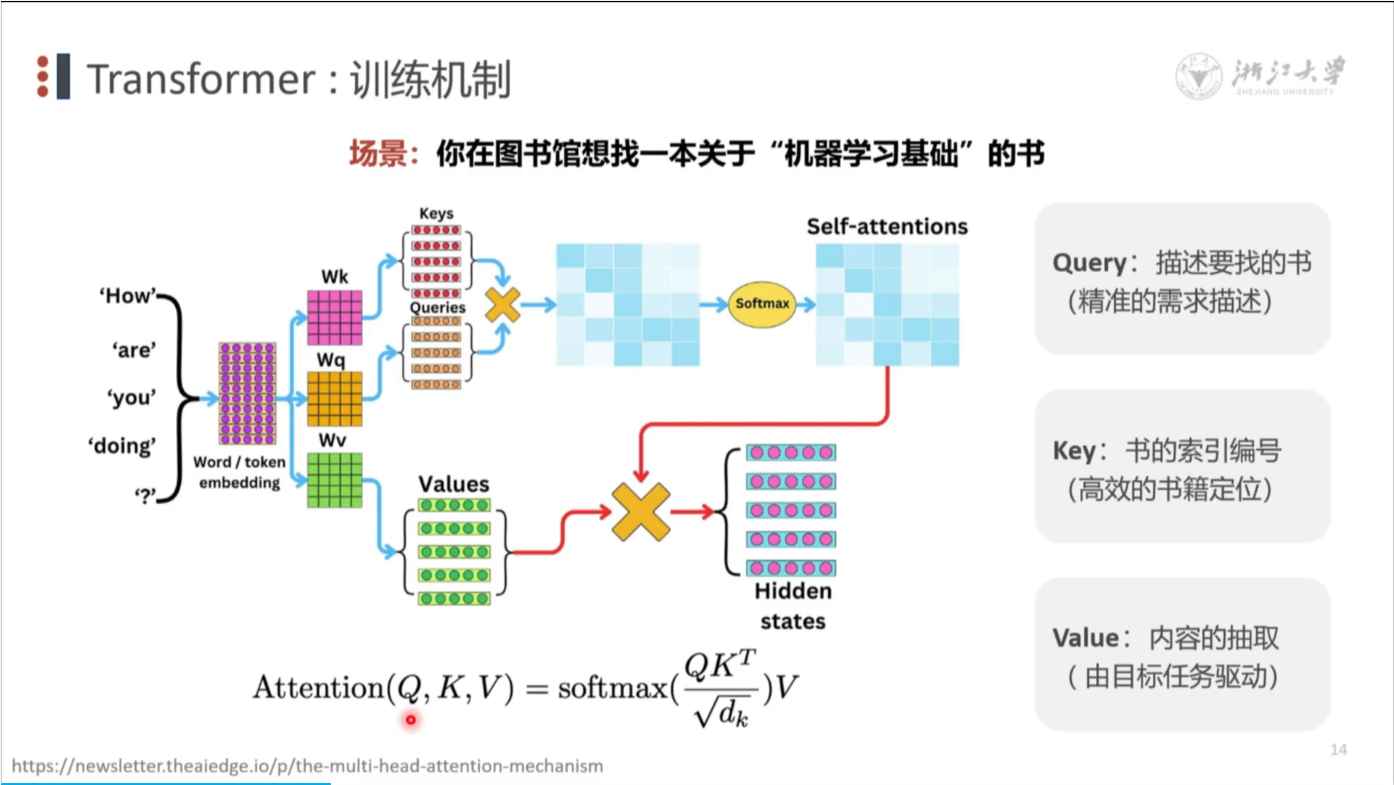 Transformer : 训练机制
浙江大学
ZHEJIANG UNIVERSITY
场景：你在图书馆想找一本关于“机器学习基础”的书
‘How’
‘are’
‘you’
‘doing’
‘?’
Word / token
embedding
Wk
Wq
Wv
Keys
Queries
Values
Softmax
Self-attentions
Hidden
states
Attention(Q, K, V) = softmax(QK^T / √d_k)V
Query：描述要找的书
（精准的需求描述）
Key：书的索引编号
（高效的书籍定位）
Value：内容的抽取
（ 由目标任务驱动）
14
https://newsletter.theaiedge.io/p/the-multi-head-attention-mechanism